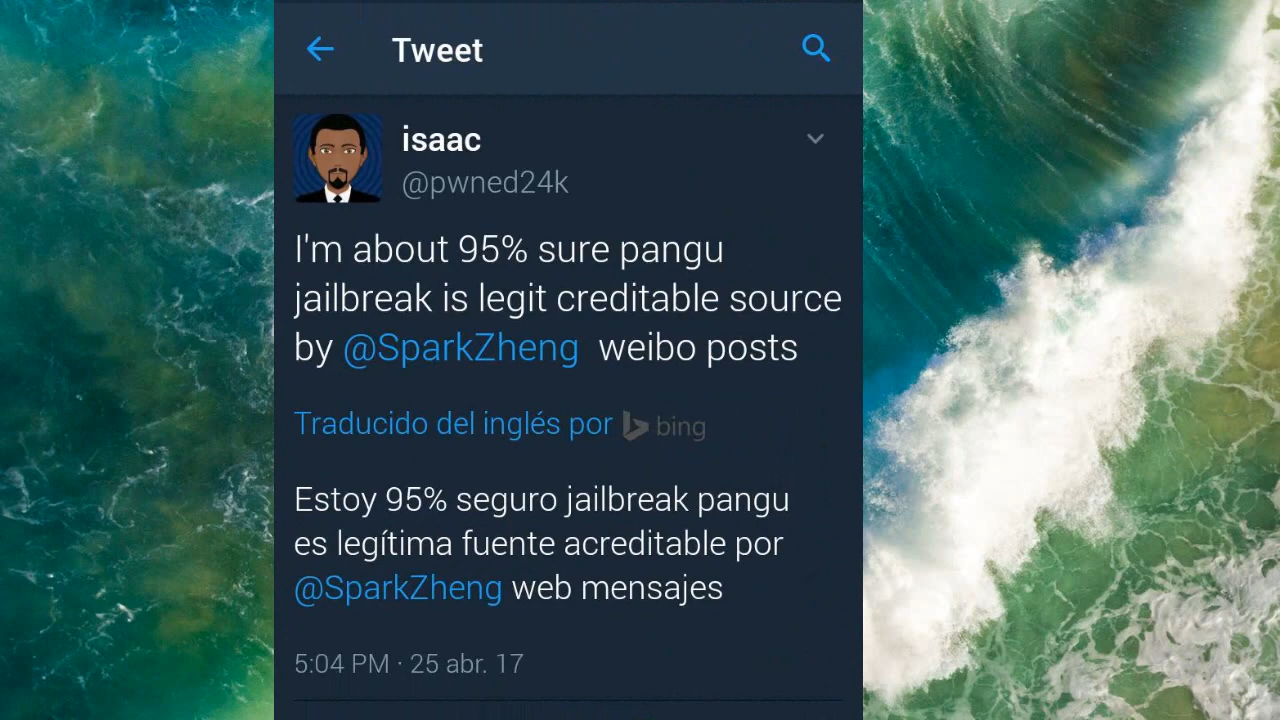 Tweet
isaac
@pwned24k
I'm about 95% sure pangu
jailbreak is legit creditable source
by @SparkZheng weibo posts
Traducido del inglés por bing
Estoy 95% seguro jailbreak pangu
es legítima fuente acreditable por
@SparkZheng web mensajes
5:04 PM · 25 abr. 17